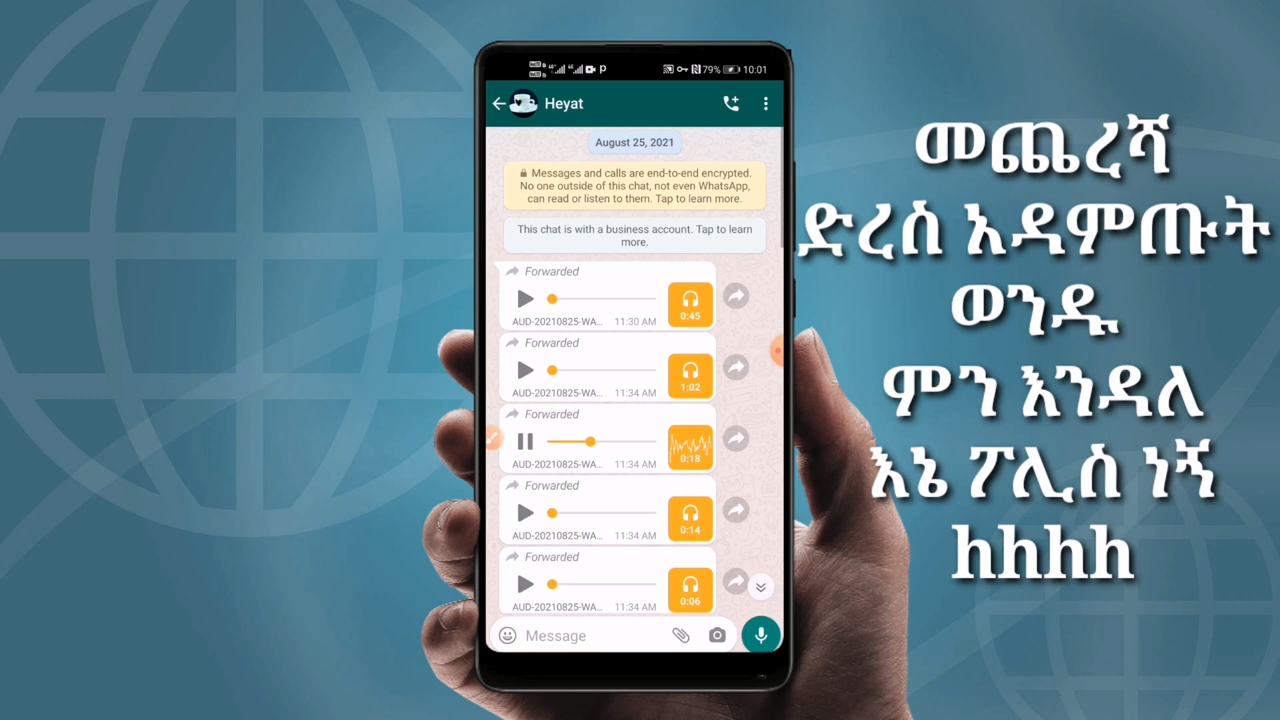 79% 10:01
Heyat
August 25, 2021
Messages and calls are end-to-end encrypted.
No one outside of this chat, not even WhatsApp,
can read or listen to them. Tap to learn more.
This chat is with a business account. Tap to learn
more.
Forwarded
0:45
AUD-20210825-WA... 11:30 AM
Forwarded
1:02
AUD-20210825-WA... 11:34 AM
Forwarded
0:18
AUD-20210825-WA... 11:34 AM
Forwarded
0:14
AUD-20210825-WA... 11:34 AM
Forwarded
0:06
AUD-20210825-WA... 11:34 AM
Message
መጨረሻ
ድረስ አዳምጡት
ወንዱ
ምን እንዳለ
እኔ ፖሊስ ነኝ
ከከከከ